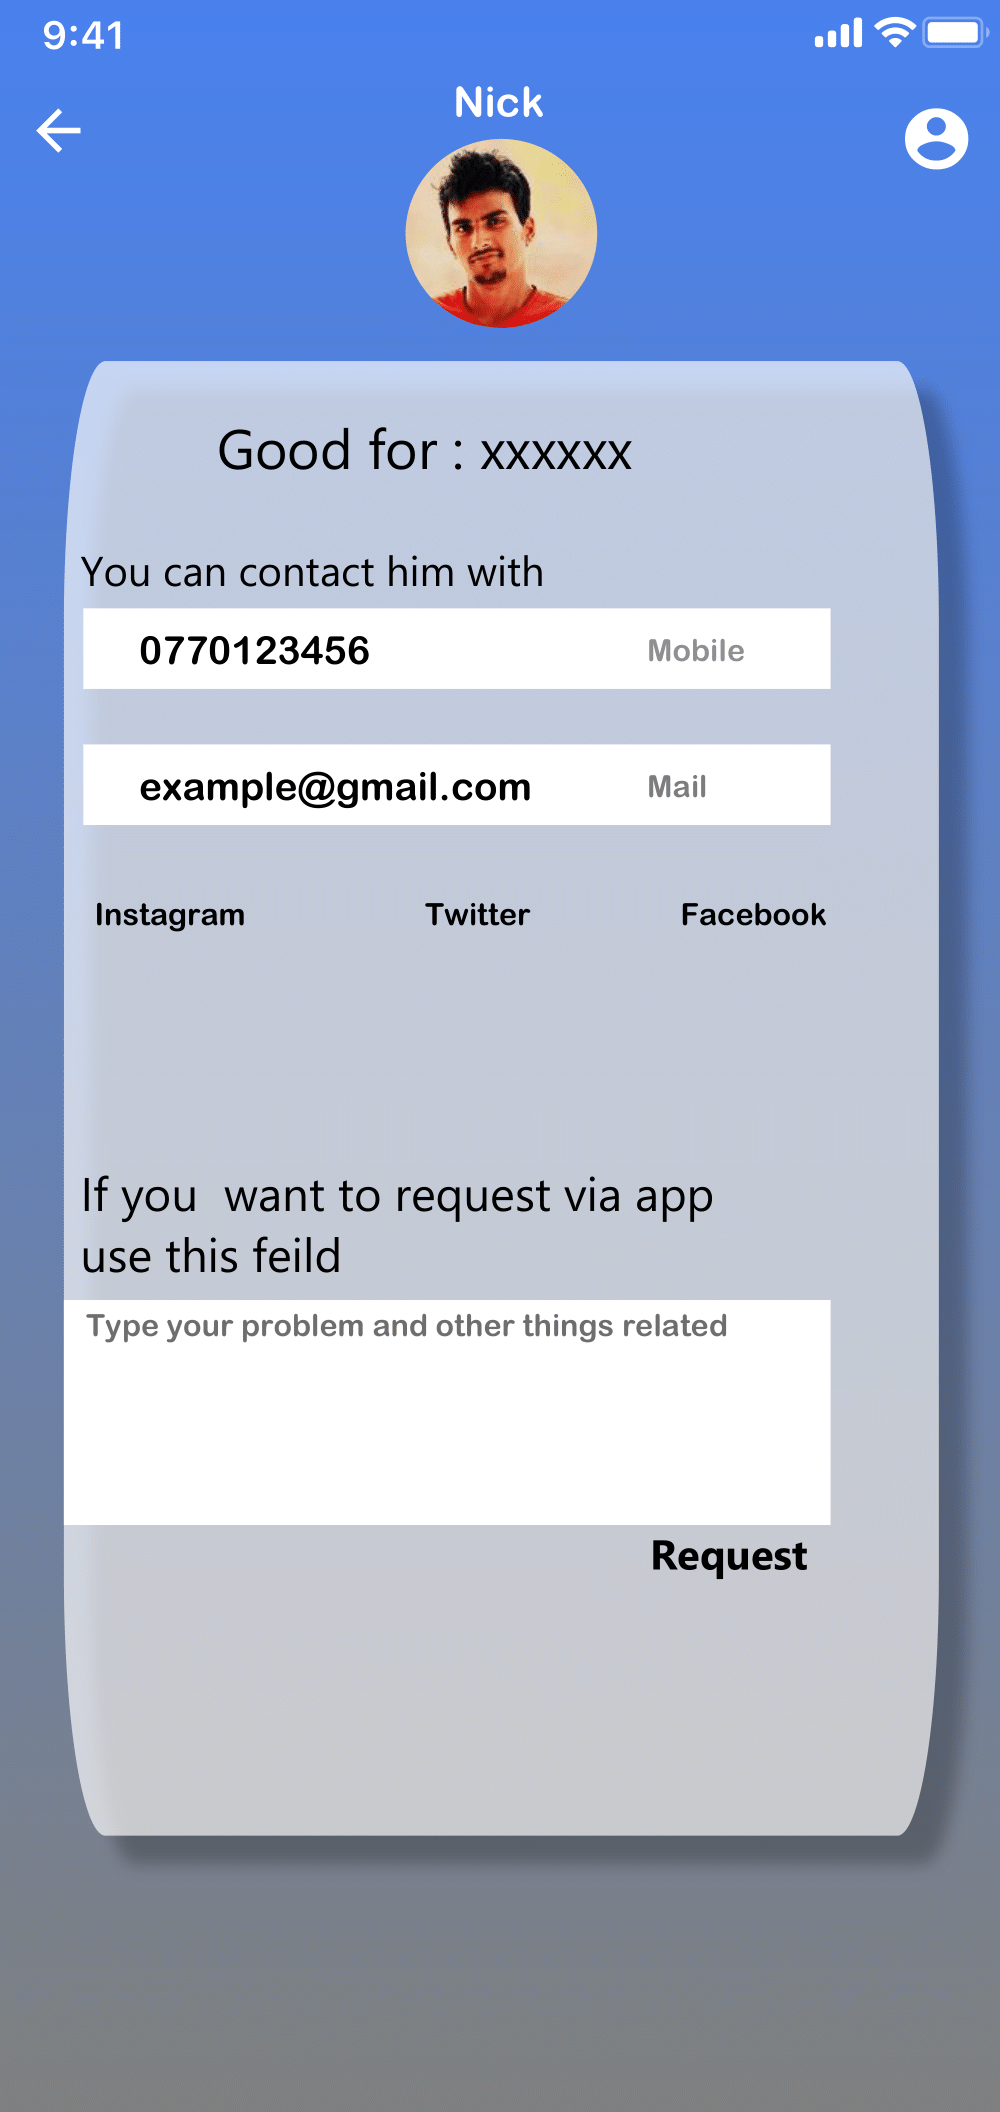 9:41
Nick
Good for : xxxxxx
You can contact him with
0770123456 Mobile
example@gmail.com Mail
Instagram Twitter Facebook
If you  want to request via app
use this feild
Type your problem and other things related
Request